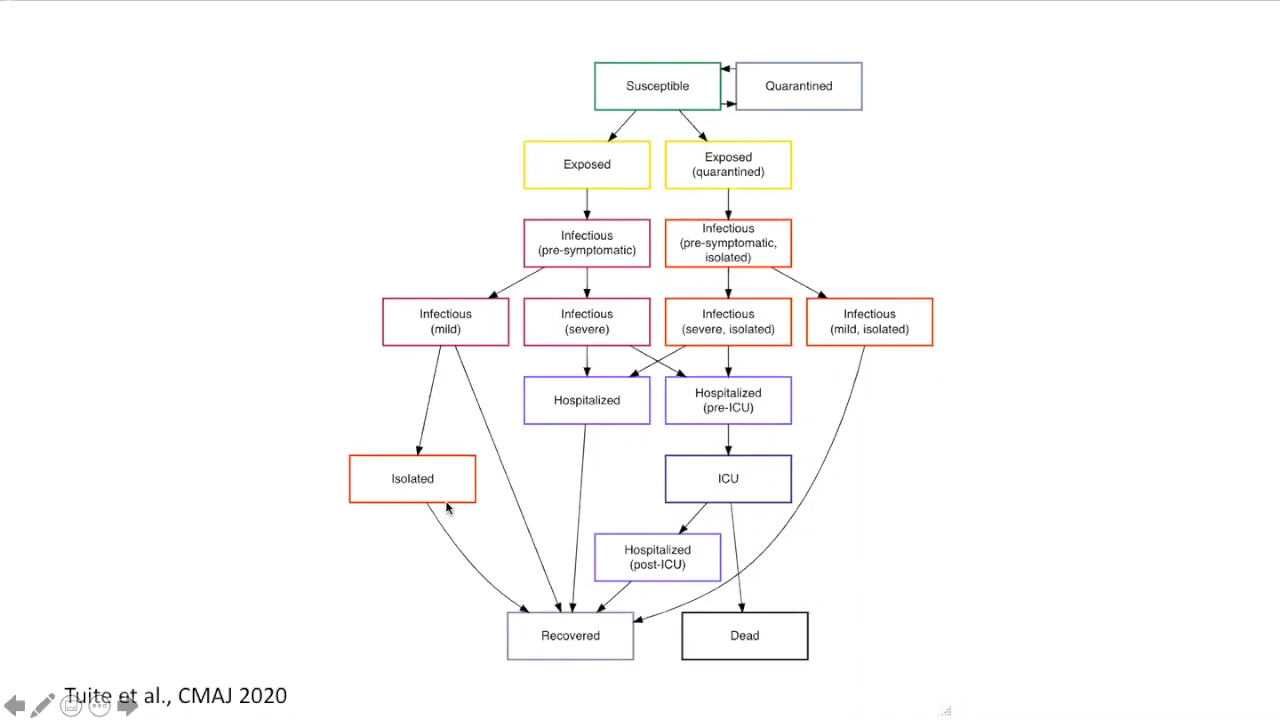 Susceptible
Quarantined
Exposed
Exposed
(quarantined)
Infectious
(pre-symptomatic)
Infectious
(pre-symptomatic,
isolated)
Infectious
(mild)
Infectious
(severe)
Infectious
(severe, isolated)
Infectious
(mild, isolated)
Hospitalized
Hospitalized
(pre-ICU)
Isolated
ICU
Hospitalized
(post-ICU)
Recovered
Dead
Tuite et al., CMAJ 2020